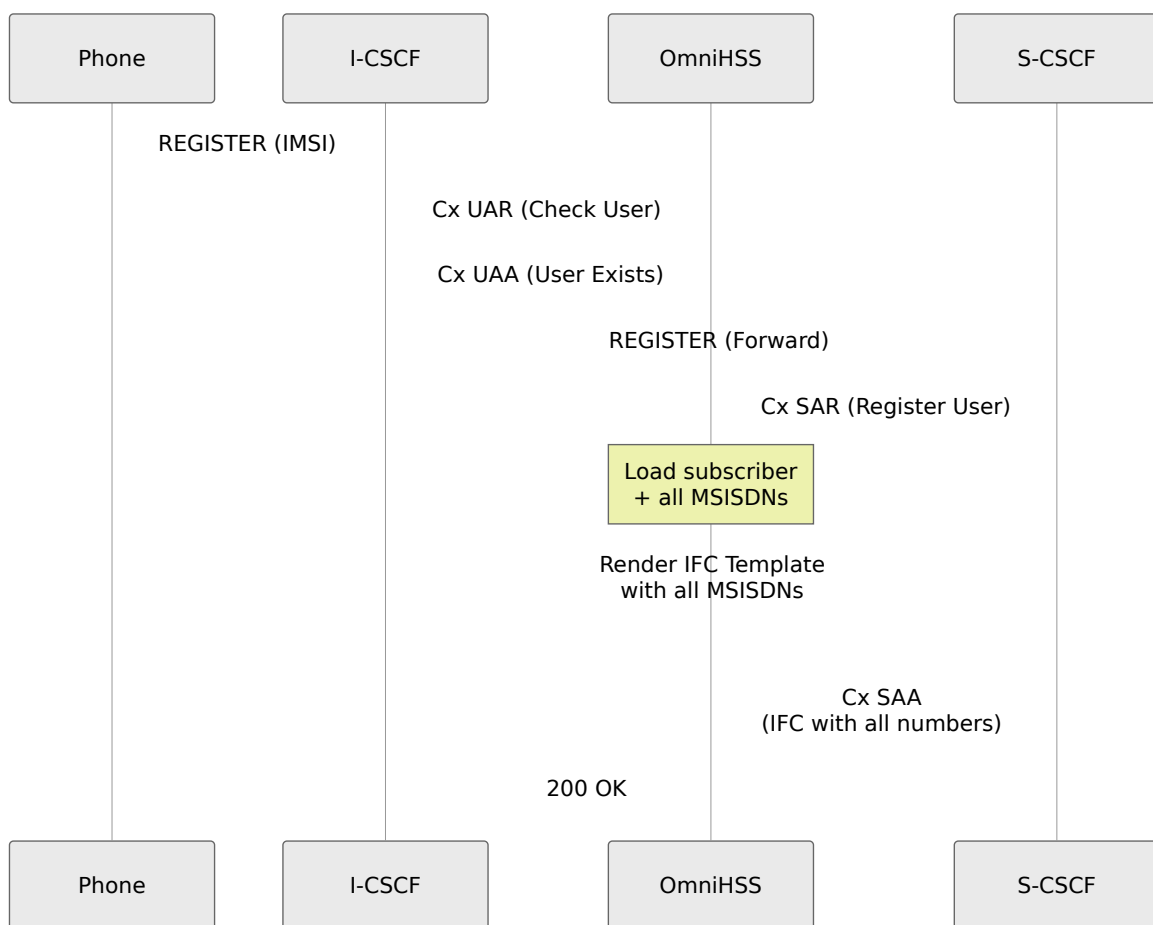 Phone
I-CSCF
OmniHSS
S-CSCF
REGISTER (IMSI)
Cx UAR (Check User)
Cx UAA (User Exists)
REGISTER (Forward)
Cx SAR (Register User)
Load subscriber
+ all MSISDNs
Render IFC Template
with all MSISDNs
Cx SAA
(IFC with all numbers)
200 OK
Phone
I-CSCF
OmniHSS
S-CSCF